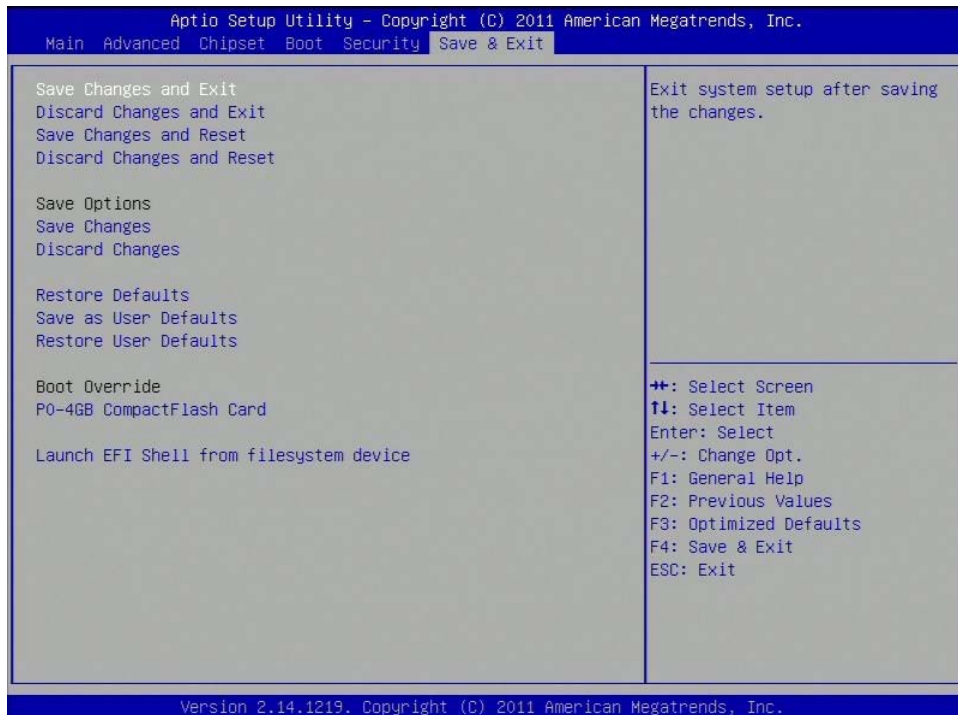 Aptio Setup Utility – Copyright (C) 2011 American Megatrends, Inc.
Main Advanced Chipset Boot Security Save & Exit
Save Changes and Exit
Discard Changes and Exit
Save Changes and Reset
Discard Changes and Reset
Save Options
Save Changes
Discard Changes
Restore Defaults
Save as User Defaults
Restore User Defaults
Boot Override
P0-4GB CompactFlash Card
Launch EFI Shell from filesystem device
Exit system setup after saving
the changes.
→←: Select Screen
↑↓: Select Item
Enter: Select
+/-: Change Opt.
F1: General Help
F2: Previous Values
F3: Optimized Defaults
F4: Save & Exit
ESC: Exit
Version 2.14.1219. Copyright (C) 2011 American Megatrends, Inc.